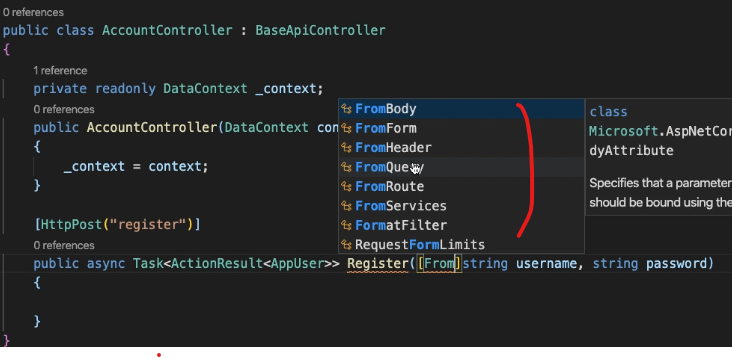 0 references
public class AccountController : BaseApiController
{
1 reference
private readonly DataContext _context;
0 references
public AccountController(DataContext con
{
_context = context;
}
[HttpPost("register")]
0 references
public async Task<ActionResult<AppUser>> Register([From]string username, string password)
{
}
}
FromBody
FromForm
FromHeader
FromQuery
FromRoute
FromServices
FormatFilter
RequestFormLimits
class
Microsoft.AspNetCor
dyAttribute
Specifies that a parameter
should be bound using the